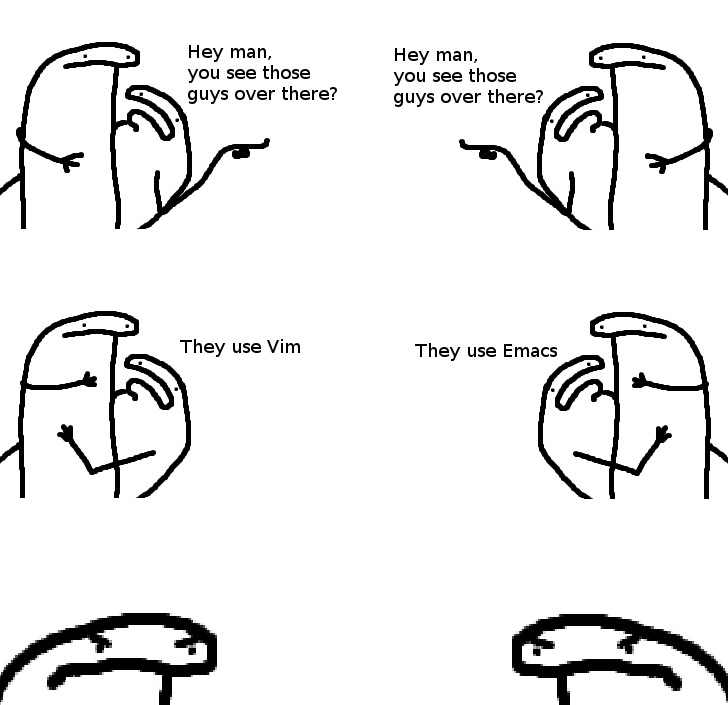 Hey man,
you see those
guys over there?
Hey man,
you see those
guys over there?
They use Vim
They use Emacs